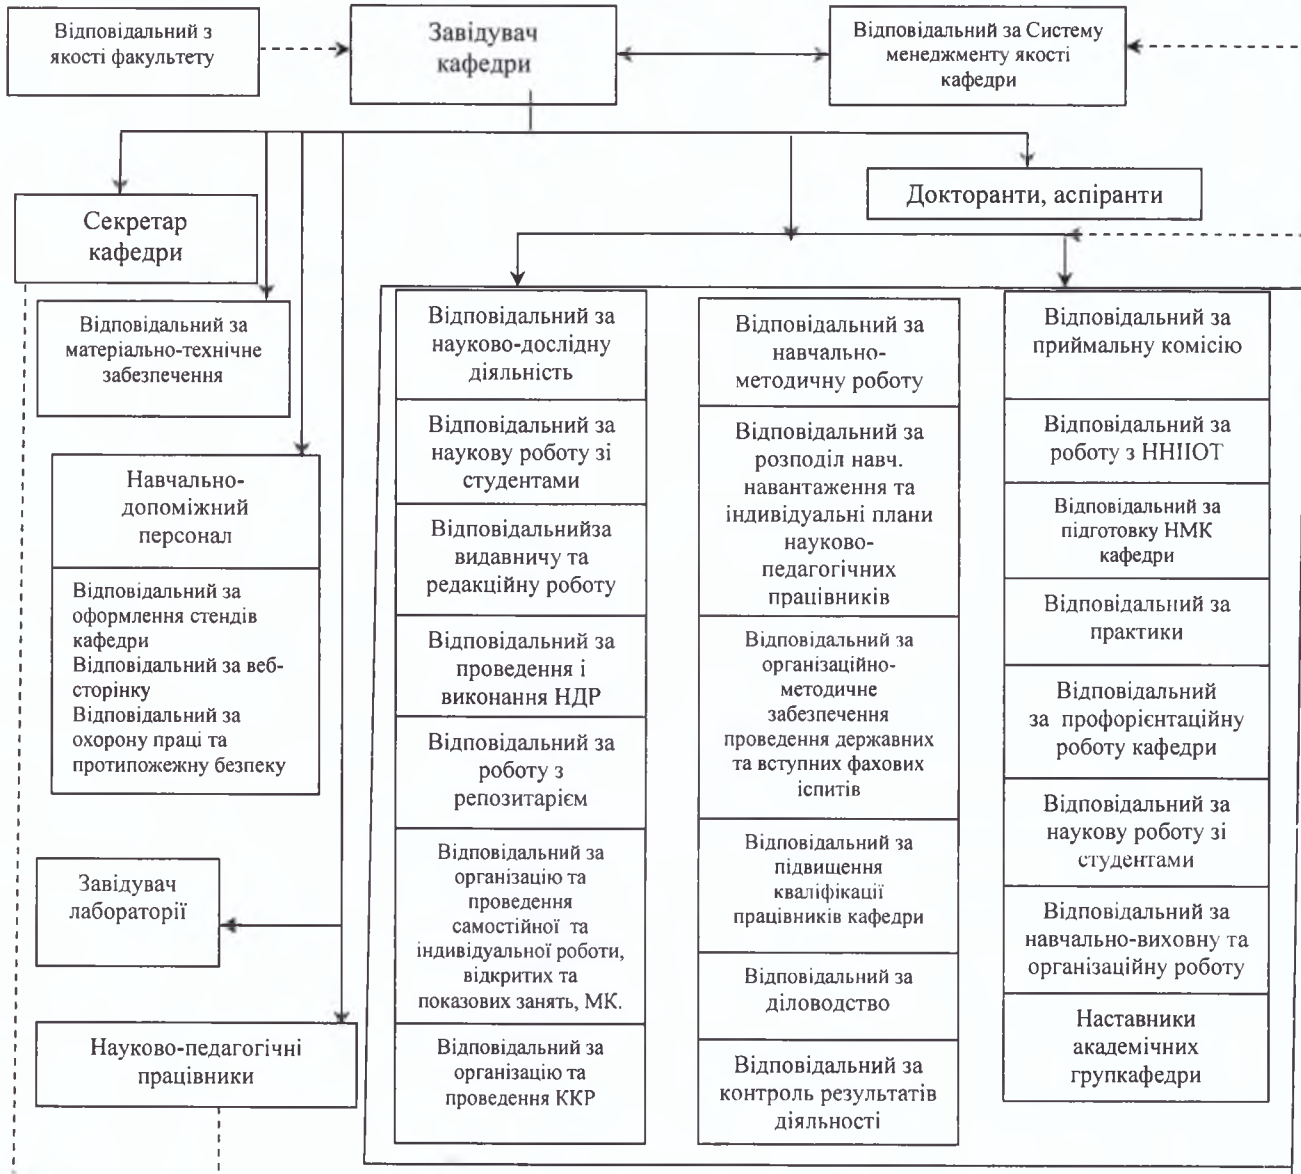 Відповідальний з
якості факультету
Завідувач
кафедри
Відповідальний за Систему
менеджменту якості
кафедри
Секретар
кафедри
Докторанти, аспіранти
Відповідальний за
матеріально-технічне
забезпечення
Навчально-
допоміжний
персонал
Відповідальний за
оформлення стендів
кафедри
Відповідальний за веб-
сторінку
Відповідальний за
охорону праці та
протипожежну безпеку
Завідувач
лабораторії
Науково-педагогічні
працівники
Відповідальний за
науково-дослідну
діяльність
Відповідальний за
наукову роботу зі
студентами
Відповідальнийза
видавничу та
редакційну роботу
Відповідальний за
проведення і
виконання НДР
Відповідальний за
роботу з
репозитарієм
Відповідальний за
організацію та
проведення
самостійної та
індивідуальної роботи,
відкритих та
показових занять, МК.
Відповідальний за
організацію та
проведення ККР
Відповідальний за
навчально-
методичну роботу
Відповідальний за
розподіл навч.
навантаження та
індивідуальні плани
науково-
педагогічних
працівників
Відповідальний за
організаційно-
методичне
забезпечення
проведення державних
та вступних фахових
іспитів
Відповідальний за
підвищення
кваліфікації
працівників кафедри
Відповідальний за
діловодство
Відповідальний за
контроль результатів
діяльності
Відповідальний за
приймальну комісію
Відповідальний за
роботу з ННІІОТ
Відповідальний за
підготовку НМК
кафедри
Відповідальний за
практики
Відповідальний
за профорієнтаційну
роботу кафедри
Відповідальний за
наукову роботу зі
студентами
Відповідальний за
навчально-виховну та
організаційну роботу
Наставники
академічних
групкафедри